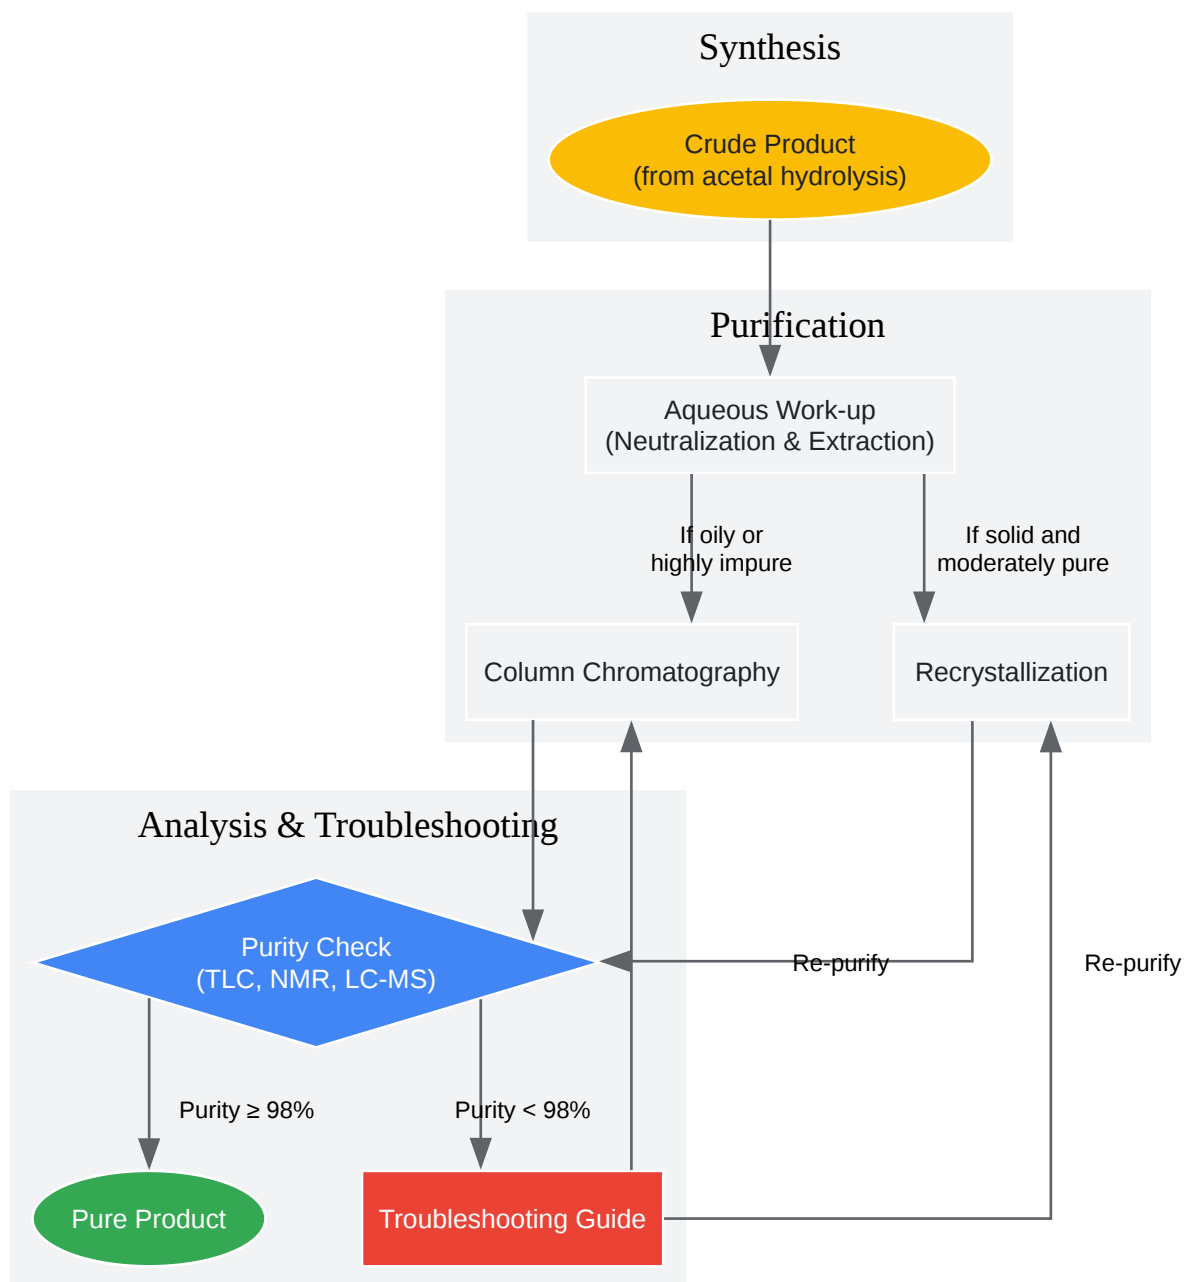 Synthesis
Crude Product
(from acetal hydrolysis)
Purification
Aqueous Work-up
(Neutralization & Extraction)
If oily or
highly impure
If solid and
moderately pure
Column Chromatography
Recrystallization
Analysis & Troubleshooting
Purity Check
(TLC, NMR, LC-MS)
Re-purify
Re-purify
Purity ≥ 98%
Purity < 98%
Pure Product
Troubleshooting Guide